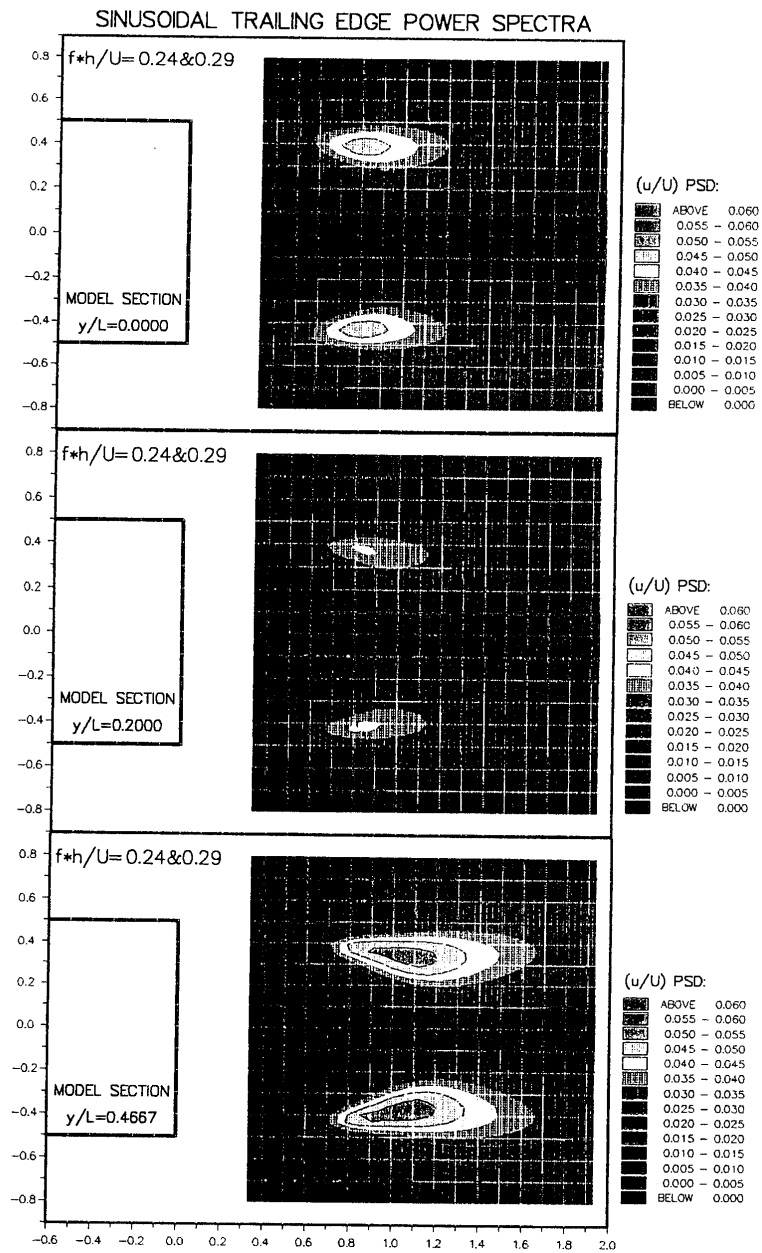 SINUSOIDAL TRAILING EDGE POWER SPECTRA
f*h/U= 0.24&0.29
0.8
0.6
0.4
0.2
0.0
−0.2
−0.4
−0.6
−0.8
MODEL SECTION
y/L=0.0000
(u/U) PSD:
ABOVE 0.060
0.055 − 0.060
0.050 − 0.055
0.045 − 0.050
0.040 − 0.045
0.035 − 0.040
0.030 − 0.035
0.025 − 0.030
0.020 − 0.025
0.015 − 0.020
0.010 − 0.015
0.005 − 0.010
0.000 − 0.005
BELOW 0.000
f*h/U= 0.24&0.29
0.8
0.6
0.4
0.2
0.0
−0.2
−0.4
−0.6
−0.8
MODEL SECTION
y/L=0.2000
(u/U) PSD:
ABOVE 0.060
0.055 − 0.060
0.050 − 0.055
0.045 − 0.050
0.040 − 0.045
0.035 − 0.040
0.030 − 0.035
0.025 − 0.030
0.020 − 0.025
0.015 − 0.020
0.010 − 0.015
0.005 − 0.010
0.000 − 0.005
BELOW 0.000
f*h/U= 0.24&0.29
0.8
0.6
0.4
0.2
0.0
−0.2
−0.4
−0.6
−0.8
MODEL SECTION
y/L=0.4667
(u/U) PSD:
ABOVE 0.060
0.055 − 0.060
0.050 − 0.055
0.045 − 0.050
0.040 − 0.045
0.035 − 0.040
0.030 − 0.035
0.025 − 0.030
0.020 − 0.025
0.015 − 0.020
0.010 − 0.015
0.005 − 0.010
0.000 − 0.005
BELOW 0.000
−0.6 −0.4 −0.2 0.0 0.2 0.4 0.6 0.8 1.0 1.2 1.4 1.6 1.8 2.0